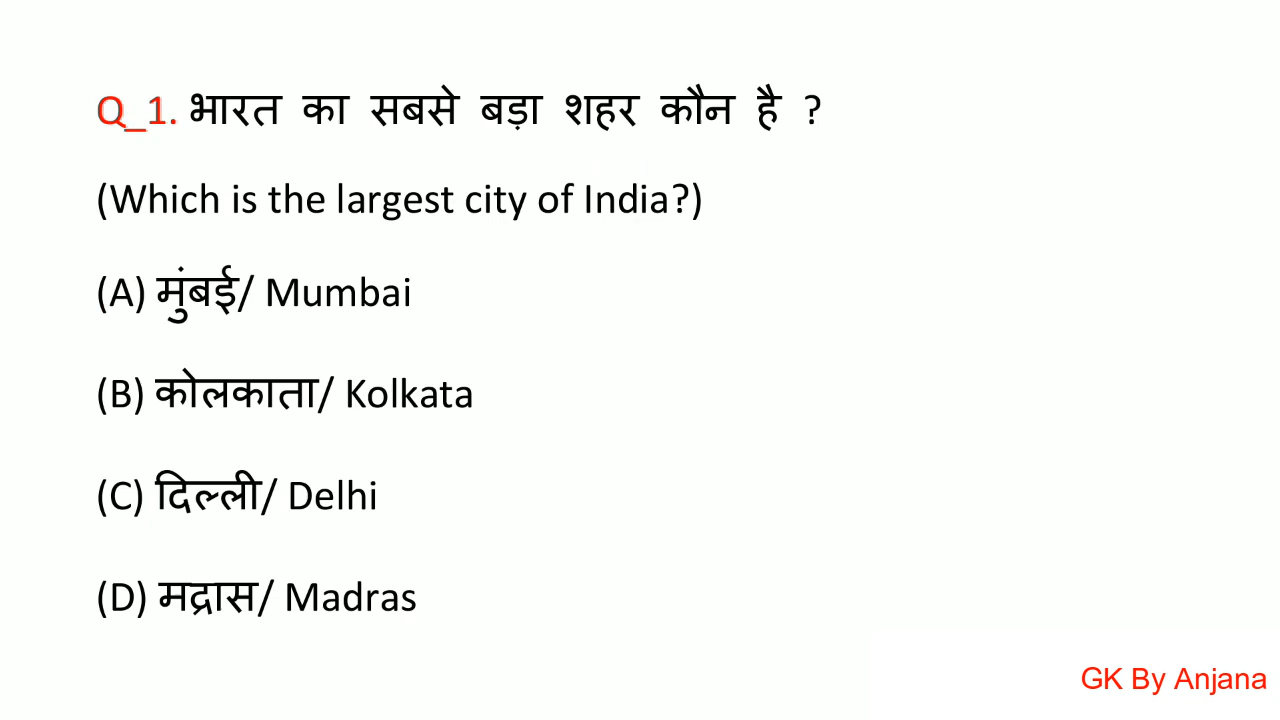 Q_1. भारत का सबसे बड़ा शहर कौन है ?
(Which is the largest city of India?)
(A) मुंबई/ Mumbai
(B) कोलकाता/ Kolkata
(C) दिल्ली/ Delhi
(D) मद्रास/ Madras
GK By Anjana